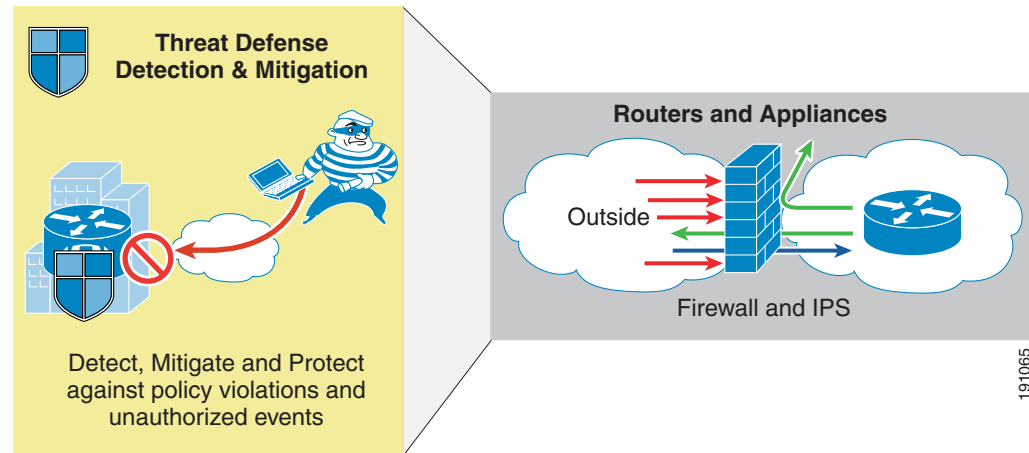 Threat Defense
Detection & Mitigation
Detect, Mitigate and Protect
against policy violations and
unauthorized events
Routers and Appliances
Outside
Firewall and IPS
191065